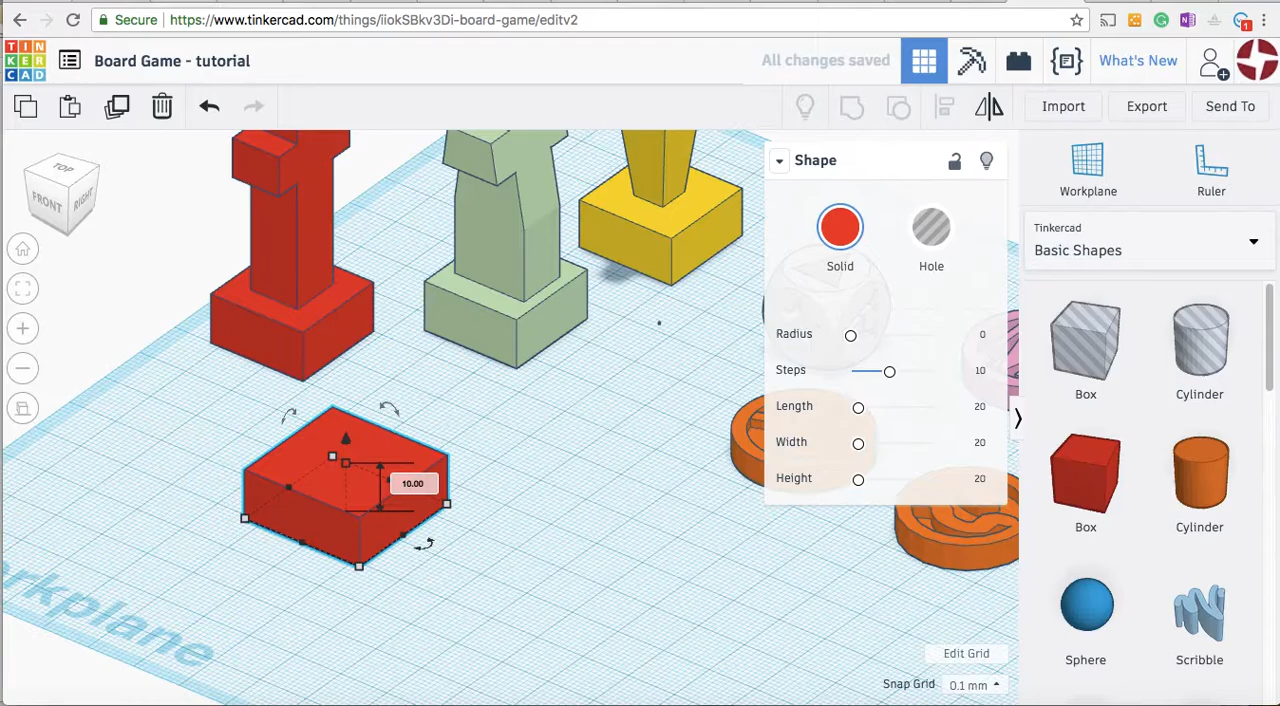 Secure
https://www.tinkercad.com/things/iiokSBkv3Di-board-game/editv2
1
TIN
KER
CAD
Board Game - tutorial
All changes saved
What's New
Import
Export
Send To
TOP
FRONT
RIGHT
Shape
Solid
Hole
Radius 0
Steps 10
Length 20
Width 20
Height 20
Workplane
Ruler
Tinkercad
Basic Shapes
Box
Cylinder
Box
Cylinder
Sphere
Scribble
10.00
orkplane
Edit Grid
Snap Grid 0.1 mm